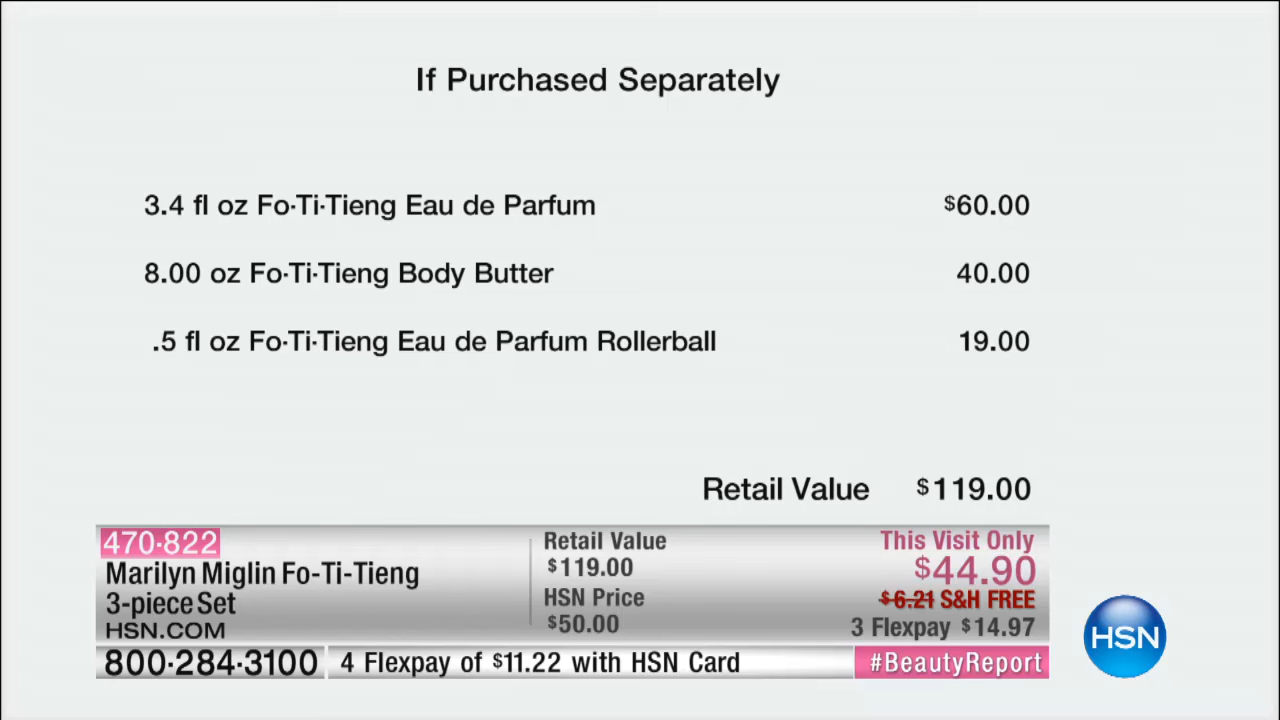 If Purchased Separately
3.4 fl oz Fo·Ti·Tieng Eau de Parfum $60.00
8.00 oz Fo·Ti·Tieng Body Butter 40.00
.5 fl oz Fo·Ti·Tieng Eau de Parfum Rollerball 19.00
Retail Value $119.00
470·822
Marilyn Miglin Fo-Ti-Tieng
3-piece Set
HSN.COM
Retail Value
$119.00
HSN Price
$50.00
This Visit Only
$44.90
$6.21 S&H FREE
3 Flexpay $14.97
800·284·3100
4 Flexpay of $11.22 with HSN Card
#BeautyReport
HSN